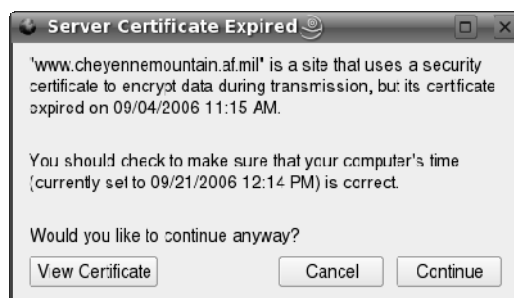 Server Certificate Expired
"www.cheyennemountain.af.mil" is a site that uses a security
certificate to encrypt data during transmission, but its certificate
expired on 09/04/2006 11:15 AM.
You should check to make sure that your computer's time
(currently set to 09/21/2006 12:14 PM) is correct.
Would you like to continue anyway?
View Certificate
Cancel
Continue